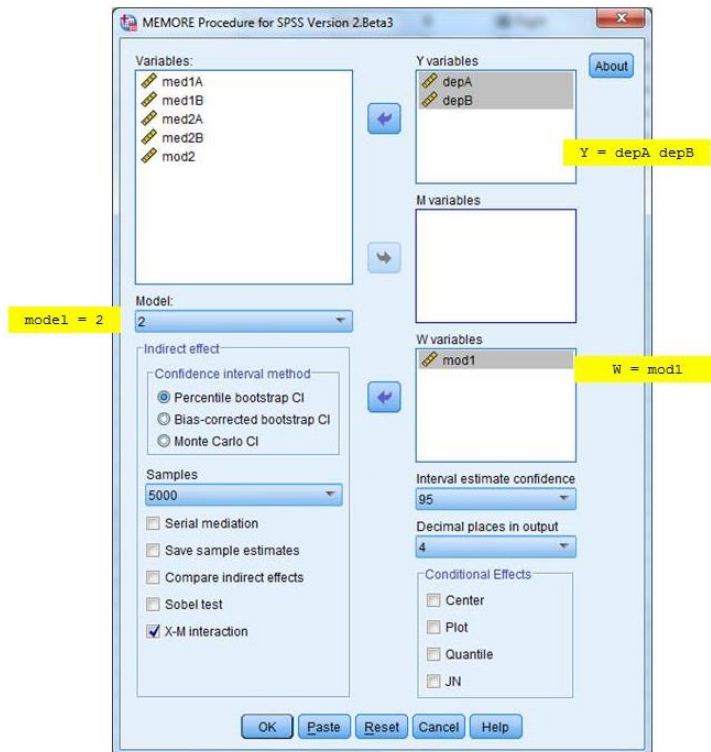 MEMORE Procedure for SPSS Version 2.Beta3
Variables:
med1A
med1B
med2A
med2B
mod2
Y variables
depA
depB
About
Y = depA depB
M variables
Model:
2
model = 2
W variables
mod1
W = mod1
Indirect effect
Confidence interval method
Percentile bootstrap CI
Bias-corrected bootstrap CI
Monte Carlo CI
Samples
5000
Serial mediation
Save sample estimates
Compare indirect effects
Sobel test
X-M interaction
Interval estimate confidence
95
Decimal places in output
4
Conditional Effects
Center
Plot
Quantile
JN
OK
Paste
Reset
Cancel
Help